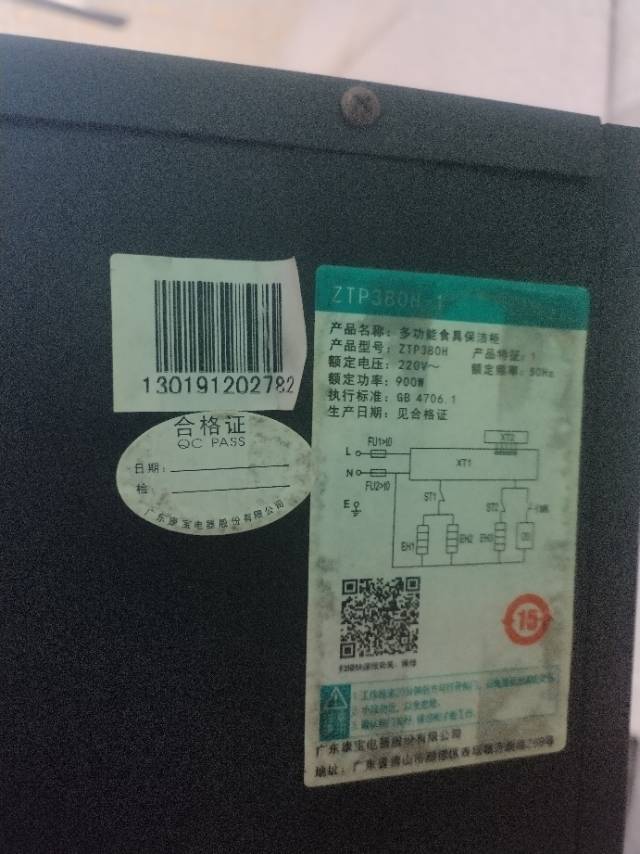 130191202782
合格证
QC PASS
日期:
检:
广东康宝电器股份有限公司
ZTP380H-1
产品名称: 多功能食具保洁柜
产品型号: ZTP380H 产品特征: 1
额定电压: 220V～ 额定频率: 50Hz
额定功率: 900W
执行标准: GB 4706.1
生产日期: 见合格证
XT2
FU1>t0
L
XT1
N
FU2>t0
ST1
ST2
E
EH1
EH2
EH3
15
广东康宝电器股份有限公司
地址: 广东省佛山市顺德区